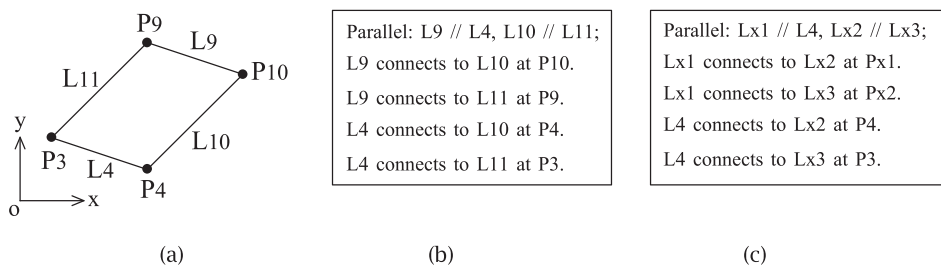 P9
L9
P10
L11
L10
y
P3
L4
P4
o
x
(a)
Parallel: L9 // L4, L10 // L11;
L9 connects to L10 at P10.
L9 connects to L11 at P9.
L4 connects to L10 at P4.
L4 connects to L11 at P3.
(b)
Parallel: Lx1 // L4, Lx2 // Lx3;
Lx1 connects to Lx2 at Px1.
Lx1 connects to Lx3 at Px2.
L4 connects to Lx2 at P4.
L4 connects to Lx3 at P3.
(c)